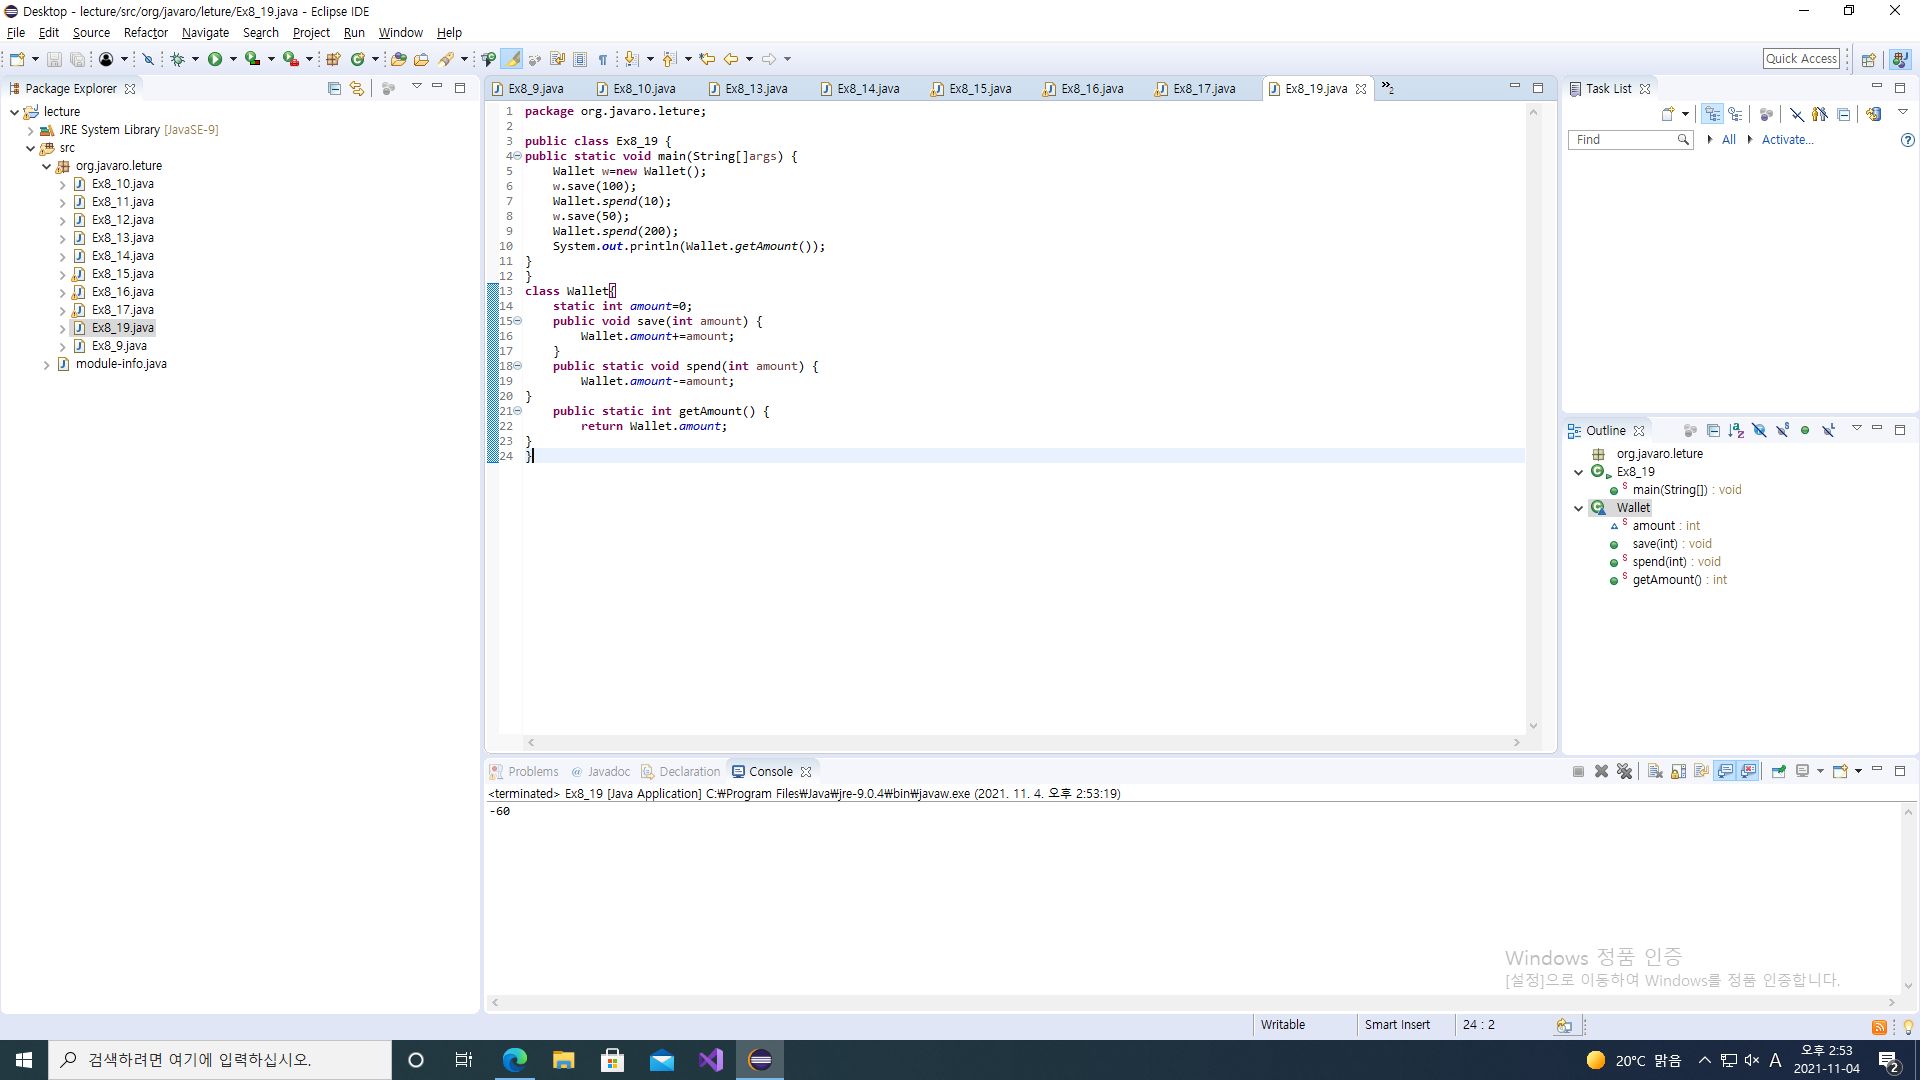 Desktop - lecture/src/org/javaro/leture/Ex8_19.java - Eclipse IDE
File Edit Source Refactor Navigate Search Project Run Window Help
Quick Access
Package Explorer
lecture
JRE System Library [JavaSE-9]
src
org.javaro.leture
Ex8_10.java
Ex8_11.java
Ex8_12.java
Ex8_13.java
Ex8_14.java
Ex8_15.java
Ex8_16.java
Ex8_17.java
Ex8_19.java
Ex8_9.java
module-info.java
Ex8_9.java Ex8_10.java Ex8_13.java Ex8_14.java Ex8_15.java Ex8_16.java Ex8_17.java Ex8_19.java »2
1 package org.javaro.leture;
2
3 public class Ex8_19 {
4 public static void main(String[]args) {
5     Wallet w=new Wallet();
6     w.save(100);
7     Wallet.spend(10);
8     w.save(50);
9     Wallet.spend(200);
10     System.out.println(Wallet.getAmount());
11 }
12 }
13 class Wallet{
14     static int amount=0;
15     public void save(int amount) {
16         Wallet.amount+=amount;
17     }
18     public static void spend(int amount) {
19         Wallet.amount-=amount;
20 }
21     public static int getAmount() {
22         return Wallet.amount;
23 }
24 }
Task List
Find All Activate...
Outline
org.javaro.leture
Ex8_19
main(String[]) : void
Wallet
amount : int
save(int) : void
spend(int) : void
getAmount() : int
Problems @ Javadoc Declaration Console
<terminated> Ex8_19 [Java Application] C:₩Program Files₩Java₩jre-9.0.4₩bin₩javaw.exe (2021. 11. 4. 오후 2:53:19)
-60
Windows 정품 인증
[설정]으로 이동하여 Windows를 정품 인증합니다.
Writable Smart Insert 24 : 2
검색하려면 여기에 입력하십시오.
20°C 맑음 A 오후 2:53
2021-11-04
2